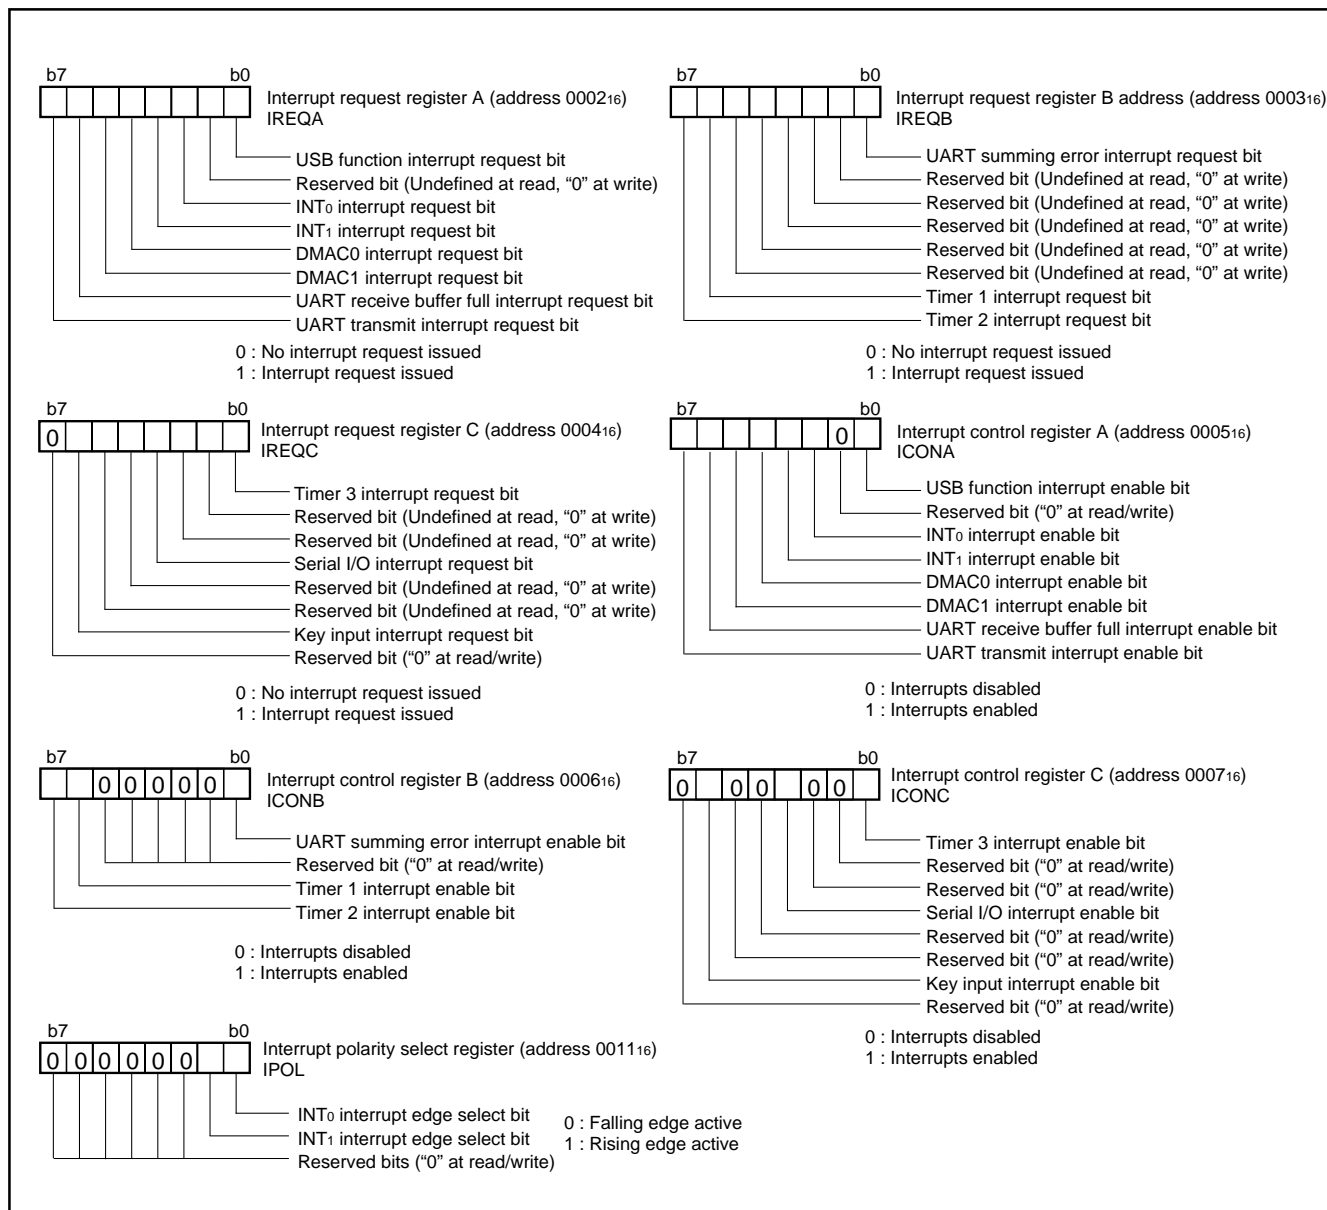 b7 b0
Interrupt request register A (address 000216)
IREQA
USB function interrupt request bit
Reserved bit (Undefined at read, “0” at write)
INT0 interrupt request bit
INT1 interrupt request bit
DMAC0 interrupt request bit
DMAC1 interrupt request bit
UART receive buffer full interrupt request bit
UART transmit interrupt request bit
0 : No interrupt request issued
1 : Interrupt request issued
b7 b0
Interrupt request register B address (address 000316)
IREQB
UART summing error interrupt request bit
Reserved bit (Undefined at read, “0” at write)
Reserved bit (Undefined at read, “0” at write)
Reserved bit (Undefined at read, “0” at write)
Reserved bit (Undefined at read, “0” at write)
Reserved bit (Undefined at read, “0” at write)
Timer 1 interrupt request bit
Timer 2 interrupt request bit
0 : No interrupt request issued
1 : Interrupt request issued
b7 b0
0
Interrupt request register C (address 000416)
IREQC
Timer 3 interrupt request bit
Reserved bit (Undefined at read, “0” at write)
Reserved bit (Undefined at read, “0” at write)
Serial I/O interrupt request bit
Reserved bit (Undefined at read, “0” at write)
Reserved bit (Undefined at read, “0” at write)
Key input interrupt request bit
Reserved bit (“0” at read/write)
0 : No interrupt request issued
1 : Interrupt request issued
b7 b0
0
Interrupt control register A (address 000516)
ICONA
USB function interrupt enable bit
Reserved bit (“0” at read/write)
INT0 interrupt enable bit
INT1 interrupt enable bit
DMAC0 interrupt enable bit
DMAC1 interrupt enable bit
UART receive buffer full interrupt enable bit
UART transmit interrupt enable bit
0 : Interrupts disabled
1 : Interrupts enabled
b7 b0
0 0 0 0 0
Interrupt control register B (address 000616)
ICONB
UART summing error interrupt enable bit
Reserved bit (“0” at read/write)
Timer 1 interrupt enable bit
Timer 2 interrupt enable bit
0 : Interrupts disabled
1 : Interrupts enabled
b7 b0
0 0 0 0 0
Interrupt control register C (address 000716)
ICONC
Timer 3 interrupt enable bit
Reserved bit (“0” at read/write)
Reserved bit (“0” at read/write)
Serial I/O interrupt enable bit
Reserved bit (“0” at read/write)
Reserved bit (“0” at read/write)
Key input interrupt enable bit
Reserved bit (“0” at read/write)
0 : Interrupts disabled
1 : Interrupts enabled
b7 b0
0 0 0 0 0 0
Interrupt polarity select register (address 001116)
IPOL
INT0 interrupt edge select bit
INT1 interrupt edge select bit
Reserved bits (“0” at read/write)
0 : Falling edge active
1 : Rising edge active